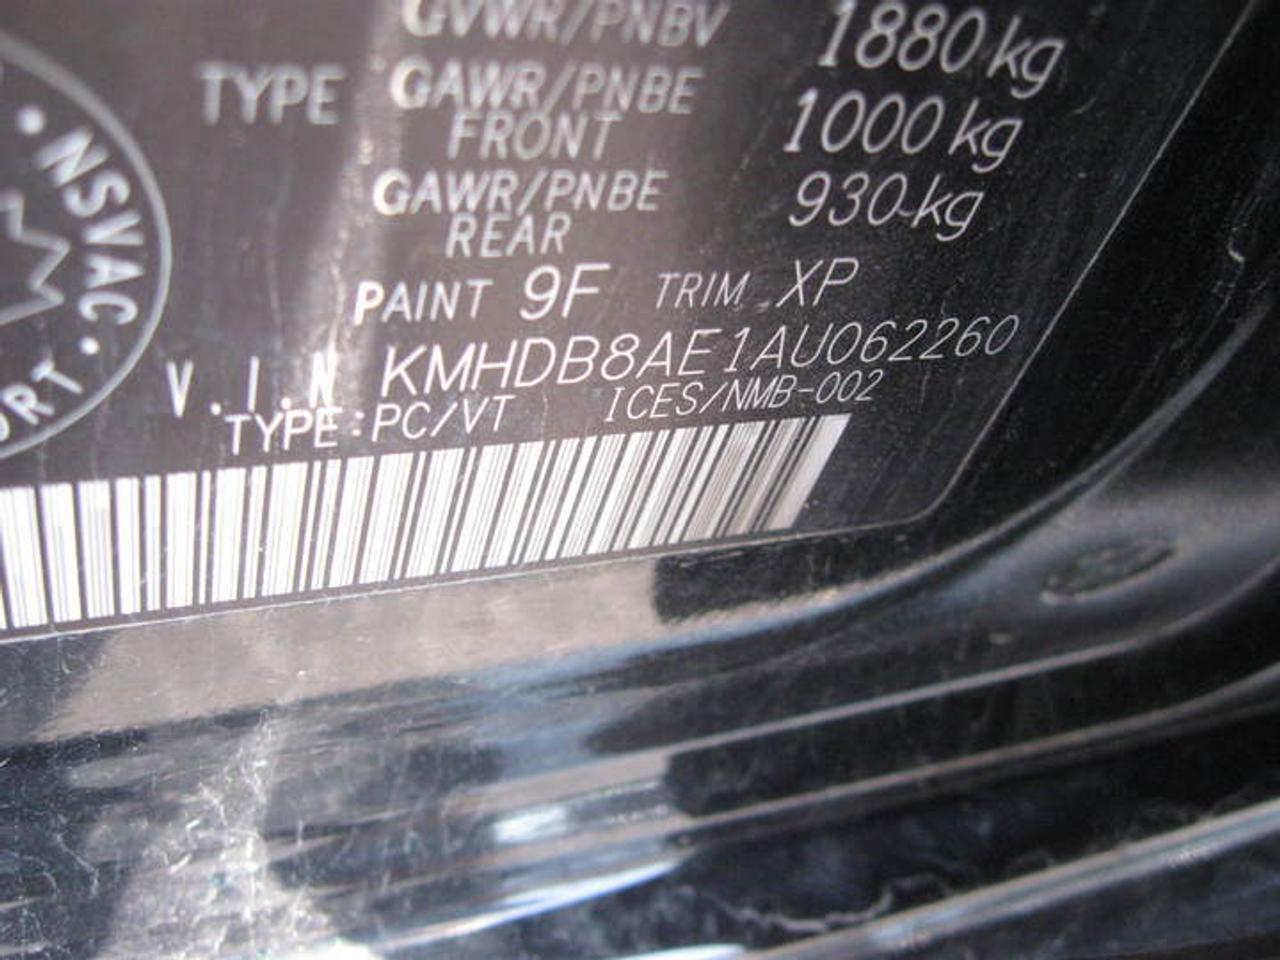 GVWR/PNBV 1880 kg
TYPE GAWR/PNBE 1000 kg
FRONT
GAWR/PNBE 930 kg
REAR
PAINT 9F TRIM XP
V.I.N KMHDB8AE1AU062260
TYPE:PC/VT ICES/NMB-002
• NSVAC •